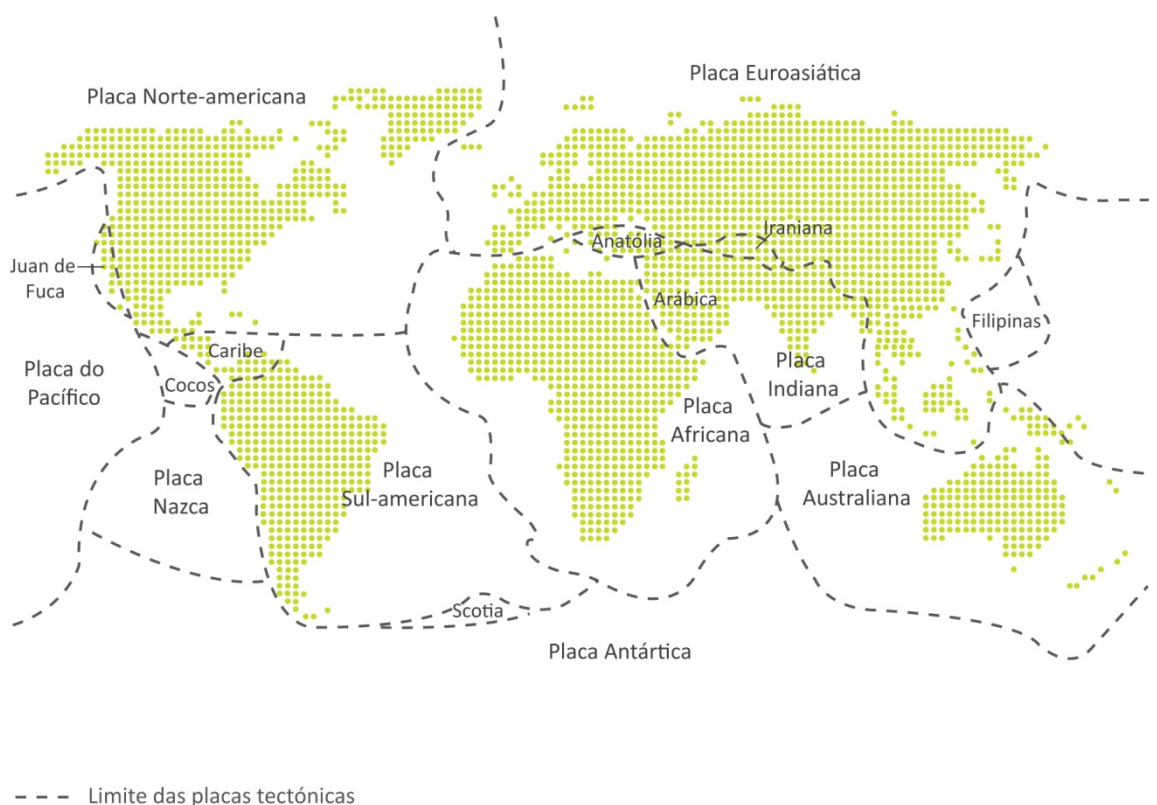 Placa Euroasiática
Placa Norte-americana
Anatólia
Iraniana
Juan de
Fuca
Arábica
Filipinas
Caribe
Placa do
Pacífico
Cocos
Placa
Indiana
Placa
Africana
Placa
Nazca
Placa
Sul-americana
Placa
Australiana
Scotia
Placa Antártica
Limite das placas tectónicas